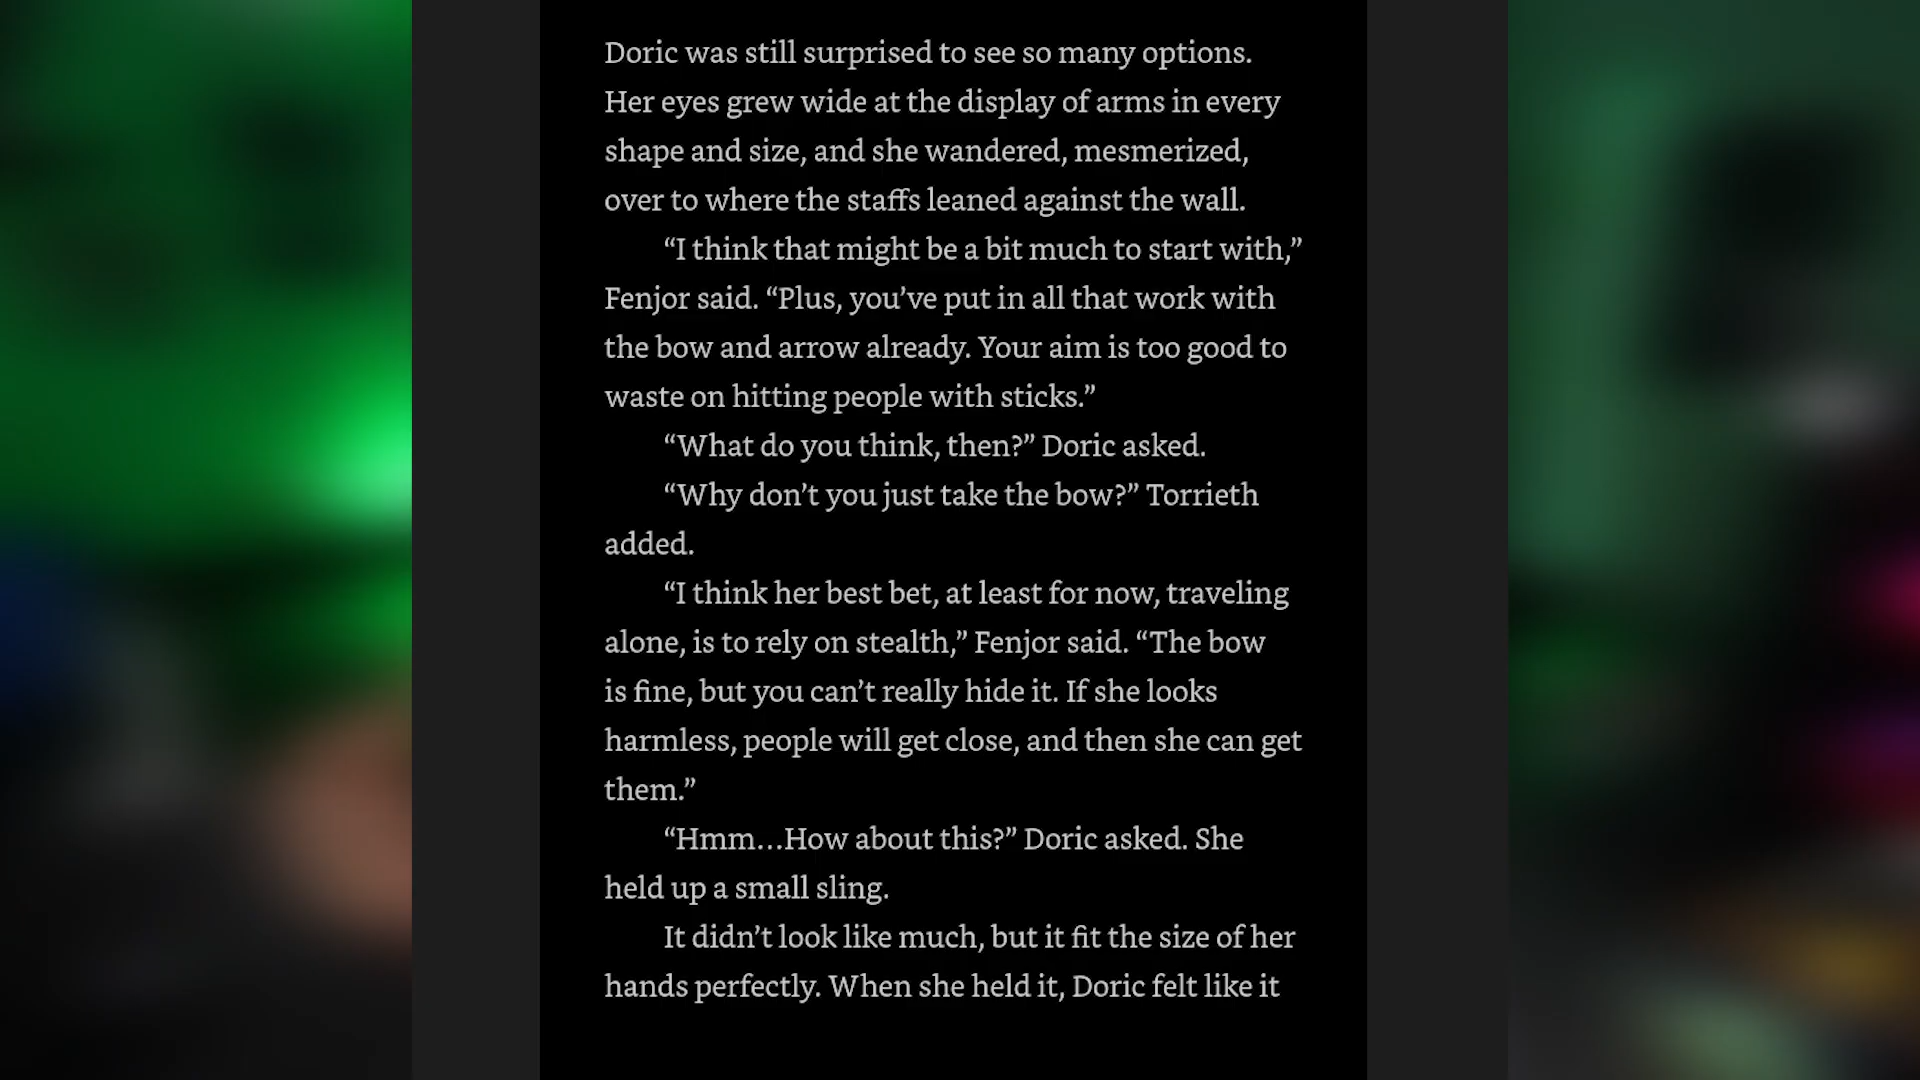 Doric was still surprised to see so many options.
Her eyes grew wide at the display of arms in every
shape and size, and she wandered, mesmerized,
over to where the staffs leaned against the wall.
“I think that might be a bit much to start with,”
Fenjor said. “Plus, you’ve put in all that work with
the bow and arrow already. Your aim is too good to
waste on hitting people with sticks.”
“What do you think, then?” Doric asked.
“Why don’t you just take the bow?” Torrieth
added.
“I think her best bet, at least for now, traveling
alone, is to rely on stealth,” Fenjor said. “The bow
is fine, but you can’t really hide it. If she looks
harmless, people will get close, and then she can get
them.”
“Hmm…How about this?” Doric asked. She
held up a small sling.
It didn’t look like much, but it fit the size of her
hands perfectly. When she held it, Doric felt like it